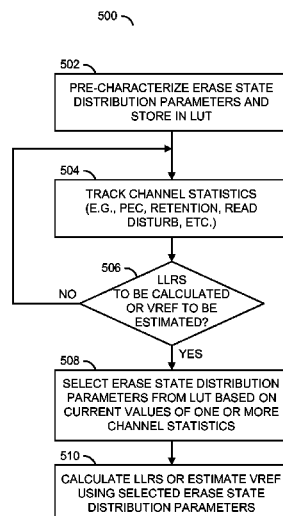 500
502
PRE-CHARACTERIZE ERASE STATE
DISTRIBUTION PARAMETERS AND
STORE IN LUT
504
TRACK CHANNEL STATISTICS
(E.G., PEC, RETENTION, READ
DISTURB, ETC.)
506
LLRS
TO BE CALCULATED
OR VREF TO BE
ESTIMATED?
NO
YES
508
SELECT ERASE STATE DISTRIBUTION
PARAMETERS FROM LUT BASED ON
CURRENT VALUES OF ONE OR MORE
CHANNEL STATISTICS
510
CALCULATE LLRS OR ESTIMATE VREF
USING SELECTED ERASE STATE
DISTRIBUTION PARAMETERS